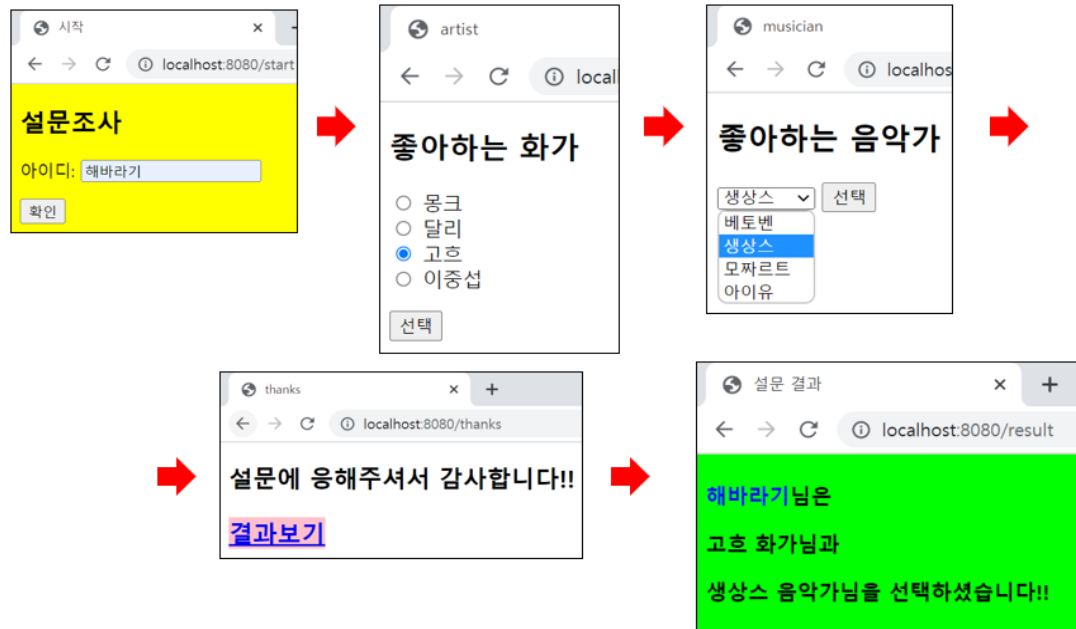 시작
localhost:8080/start
설문조사
아이디: 해바라기
확인
artist
local
좋아하는 화가
몽크
달리
고흐
이중섭
선택
musician
localhos
좋아하는 음악가
생상스 선택
베토벤
생상스
모짜르트
아이유
thanks
localhost:8080/thanks
설문에 응해주셔서 감사합니다!!
결과보기
설문 결과
localhost:8080/result
해바라기님은
고흐 화가님과
생상스 음악가님을 선택하셨습니다!!